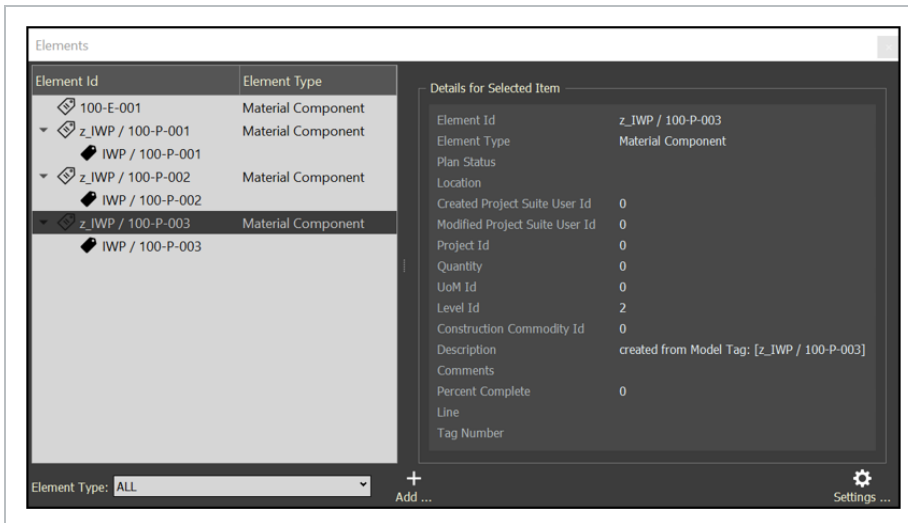 Elements
Element Id Element Type
100-E-001 Material Component
z_IWP / 100-P-001 Material Component
IWP / 100-P-001
z_IWP / 100-P-002 Material Component
IWP / 100-P-002
z_IWP / 100-P-003 Material Component
IWP / 100-P-003
Element Type: ALL
Details for Selected Item
Element Id z_IWP / 100-P-003
Element Type Material Component
Plan Status
Location
Created Project Suite User Id 0
Modified Project Suite User Id 0
Project Id 0
Quantity 0
UoM Id 0
Level Id 2
Construction Commodity Id 0
Description created from Model Tag: [z_IWP / 100-P-003]
Comments
Percent Complete 0
Line
Tag Number
Add ...
Settings ...